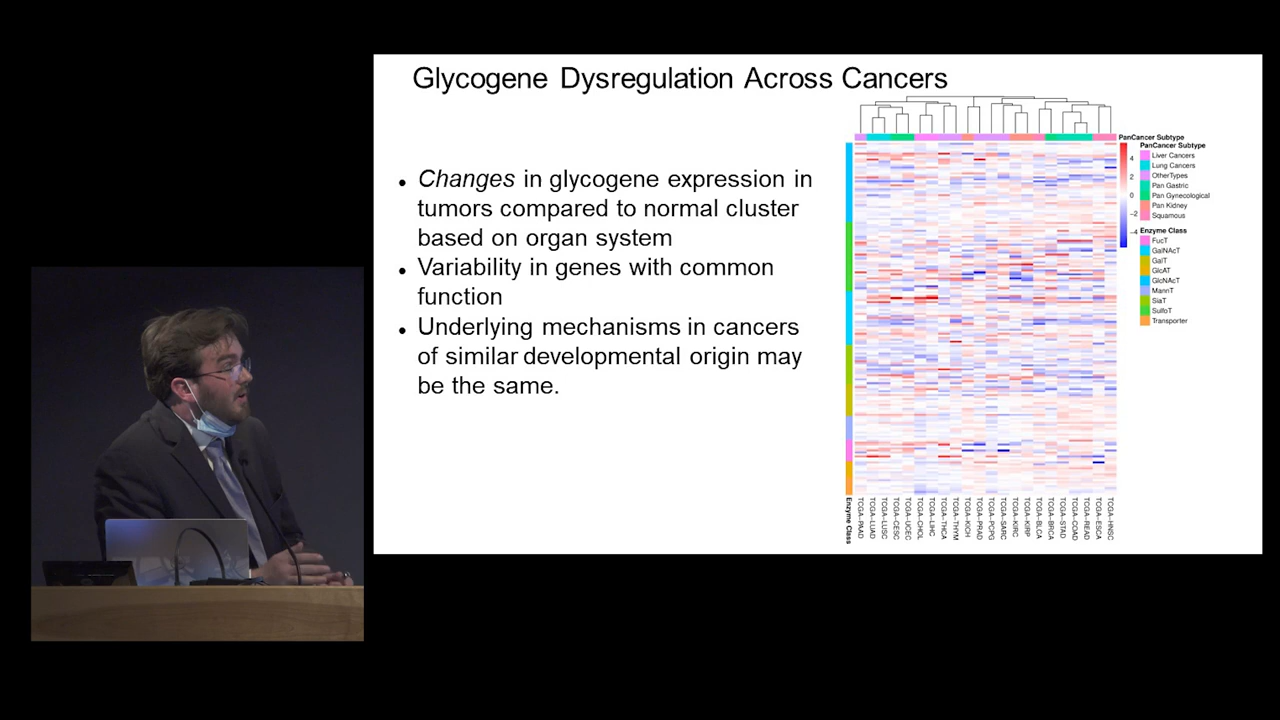 Glycogene Dysregulation Across Cancers
• Changes in glycogene expression in
tumors compared to normal cluster
based on organ system
• Variability in genes with common
function
• Underlying mechanisms in cancers
of similar developmental origin may
be the same.
PanCancer Subtype
4
2
0
−2
−4
PanCancer Subtype
Liver Cancers
Lung Cancers
OtherTypes
Pan Gastric
Pan Gynecological
Pan Kidney
Squamous
Enzyme Class
FucT
GalNAcT
GalT
GlcAT
GlcNAcT
MannT
SiaT
SulfoT
Transporter
Enzyme Class
TCGA−PAAD
TCGA−LUAD
TCGA−LUSC
TCGA−CESC
TCGA−UCEC
TCGA−CHOL
TCGA−LIHC
TCGA−THCA
TCGA−THYM
TCGA−KICH
TCGA−PRAD
TCGA−PCPG
TCGA−SARC
TCGA−KIRC
TCGA−KIRP
TCGA−BLCA
TCGA−BRCA
TCGA−STAD
TCGA−COAD
TCGA−READ
TCGA−ESCA
TCGA−HNSC